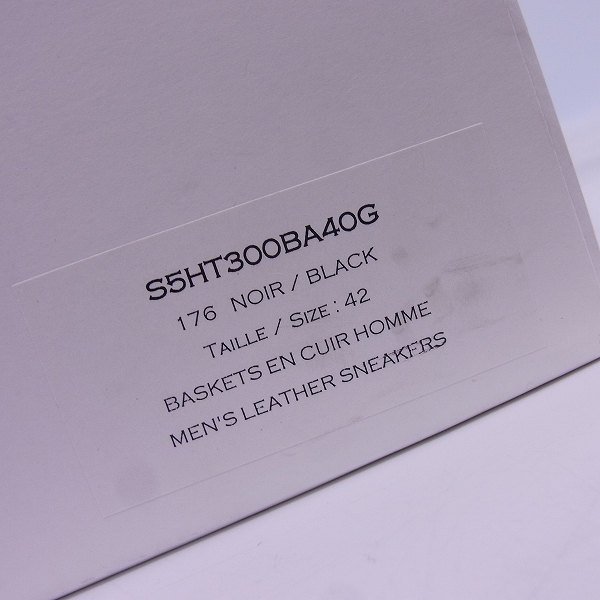 S5HT300BA40G
176 NOIR / BLACK
TAILLE / SIZE : 42
BASKETS EN CUIR HOMME
MEN'S LEATHER SNEAKERS